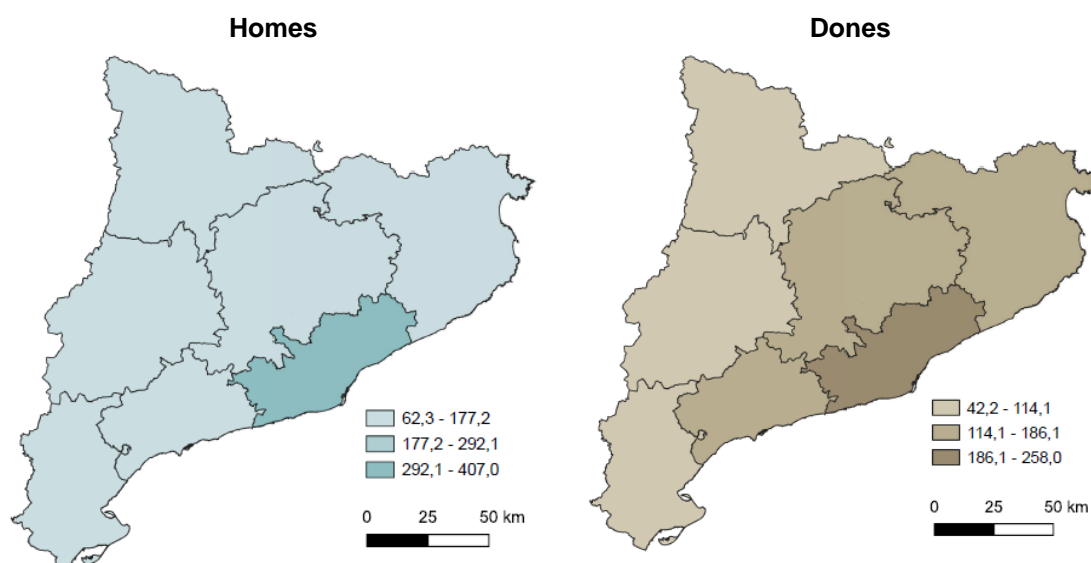 Homes
Dones
62,3 - 177,2
177,2 - 292,1
292,1 - 407,0
0 25 50 km
42,2 - 114,1
114,1 - 186,1
186,1 - 258,0
0 25 50 km